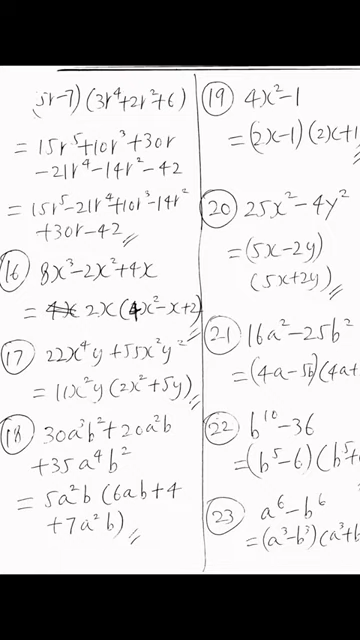 5r-7) (3r⁴+2r²+6)
= 15r⁵+10r³+30r
-21r⁴-14r²-42
= 15r⁵-21r⁴+10r³-14r²
+30r-42
(16) 8x³-2x²+4x
= 2x(4x²-x+2)
(17) 22x⁴y+55x²y²
= 11x²y(2x²+5y)
(18) 30a³b²+20a²b
+35a⁴b²
= 5a²b(6ab+4
+7a²b)
(19) 4x²-1
= (2x-1)(2x+1
(20) 25x²-4y²
= (5x-2y)
(5x+2y)
(21) 16a²-25b²
= (4a-5b)(4a+
(22) b¹⁰-36
= (b⁵-6)(b⁵+
(23) a⁶-b⁶
= (a³-b³)(a³+b